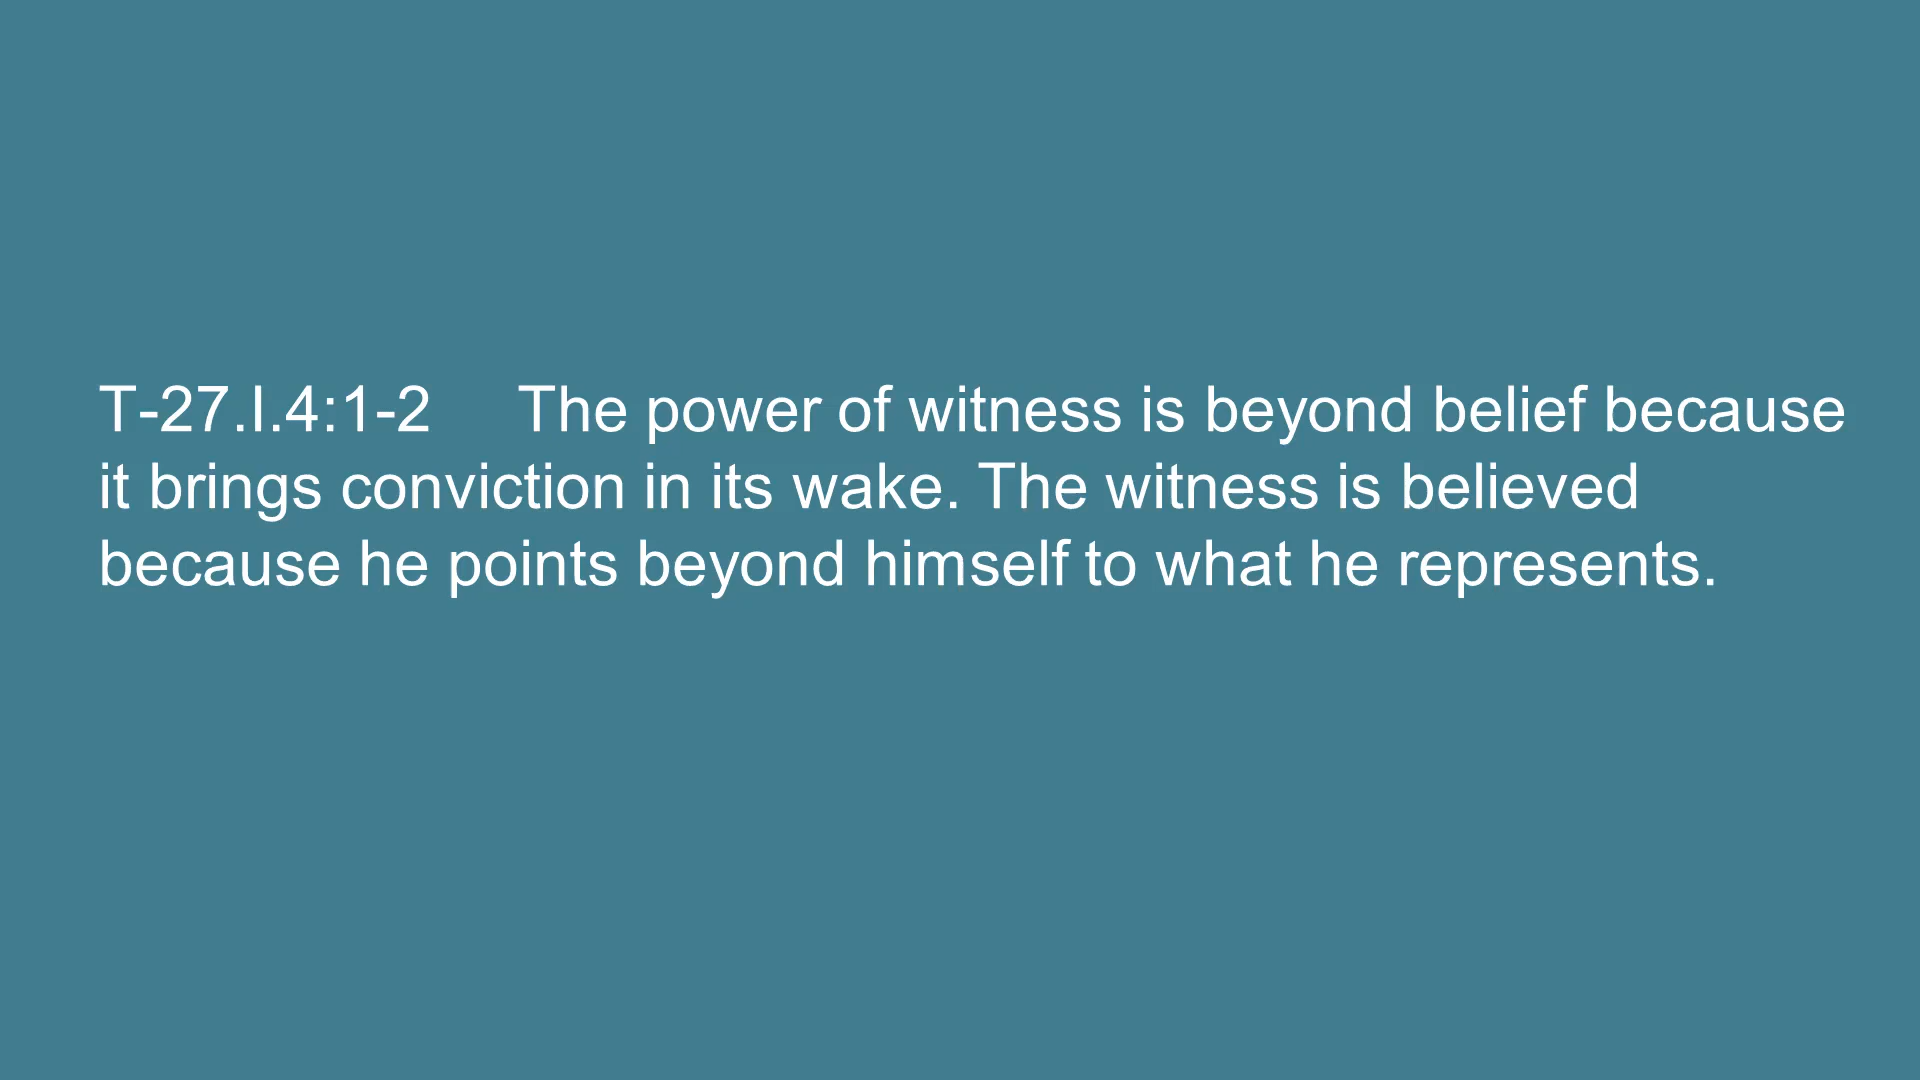 T-27.I.4:1-2     The power of witness is beyond belief because
it brings conviction in its wake. The witness is believed
because he points beyond himself to what he represents.